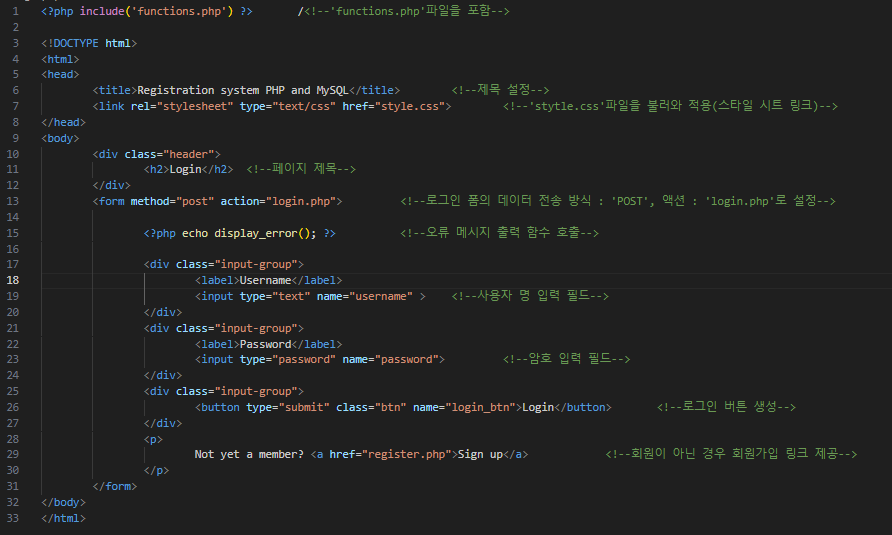 1 <?php include('functions.php') ?> /<!--'functions.php'파일을 포함-->
2
3 <!DOCTYPE html>
4 <html>
5 <head>
6 <title>Registration system PHP and MySQL</title> <!--제목 설정-->
7 <link rel="stylesheet" type="text/css" href="style.css"> <!--'stytle.css'파일을 불러와 적용(스타일 시트 링크)-->
8 </head>
9 <body>
10 <div class="header">
11 <h2>Login</h2> <!--페이지 제목-->
12 </div>
13 <form method="post" action="login.php"> <!--로그인 폼의 데이터 전송 방식 : 'POST', 액션 : 'login.php'로 설정-->
14
15 <?php echo display_error(); ?> <!--오류 메시지 출력 함수 호출-->
16
17 <div class="input-group">
18 <label>Username</label>
19 <input type="text" name="username" > <!--사용자 명 입력 필드-->
20 </div>
21 <div class="input-group">
22 <label>Password</label>
23 <input type="password" name="password"> <!--암호 입력 필드-->
24 </div>
25 <div class="input-group">
26 <button type="submit" class="btn" name="login_btn">Login</button> <!--로그인 버튼 생성-->
27 </div>
28 <p>
29 Not yet a member? <a href="register.php">Sign up</a> <!--회원이 아닌 경우 회원가입 링크 제공-->
30 </p>
31 </form>
32 </body>
33 </html>